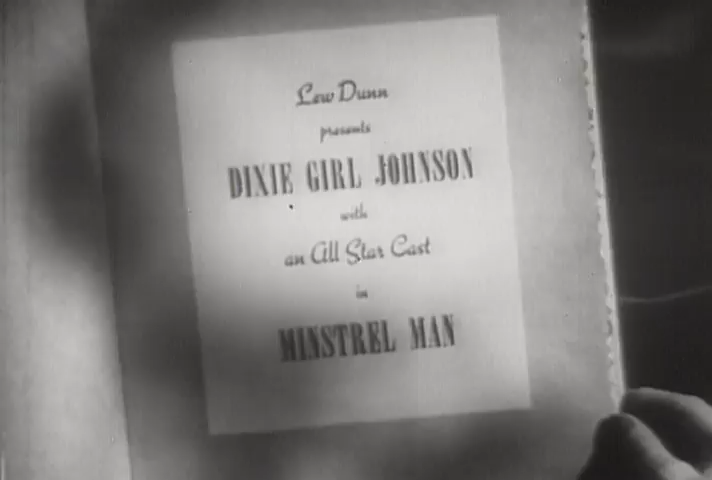 Lew Dunn
presents
DIXIE GIRL JOHNSON
with
an All Star Cast
in
MINSTREL MAN